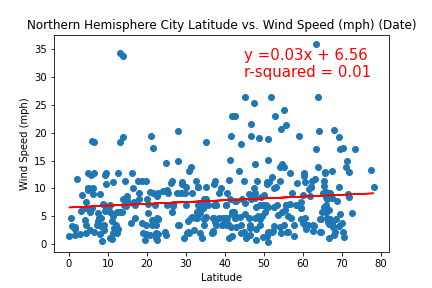 Northern Hemisphere City Latitude vs. Wind Speed (mph) (Date)
y =0.03x + 6.56
r-squared = 0.01
Wind Speed (mph)
35
30
25
20
15
10
5
0
0 10 20 30 40 50 60 70 80
Latitude